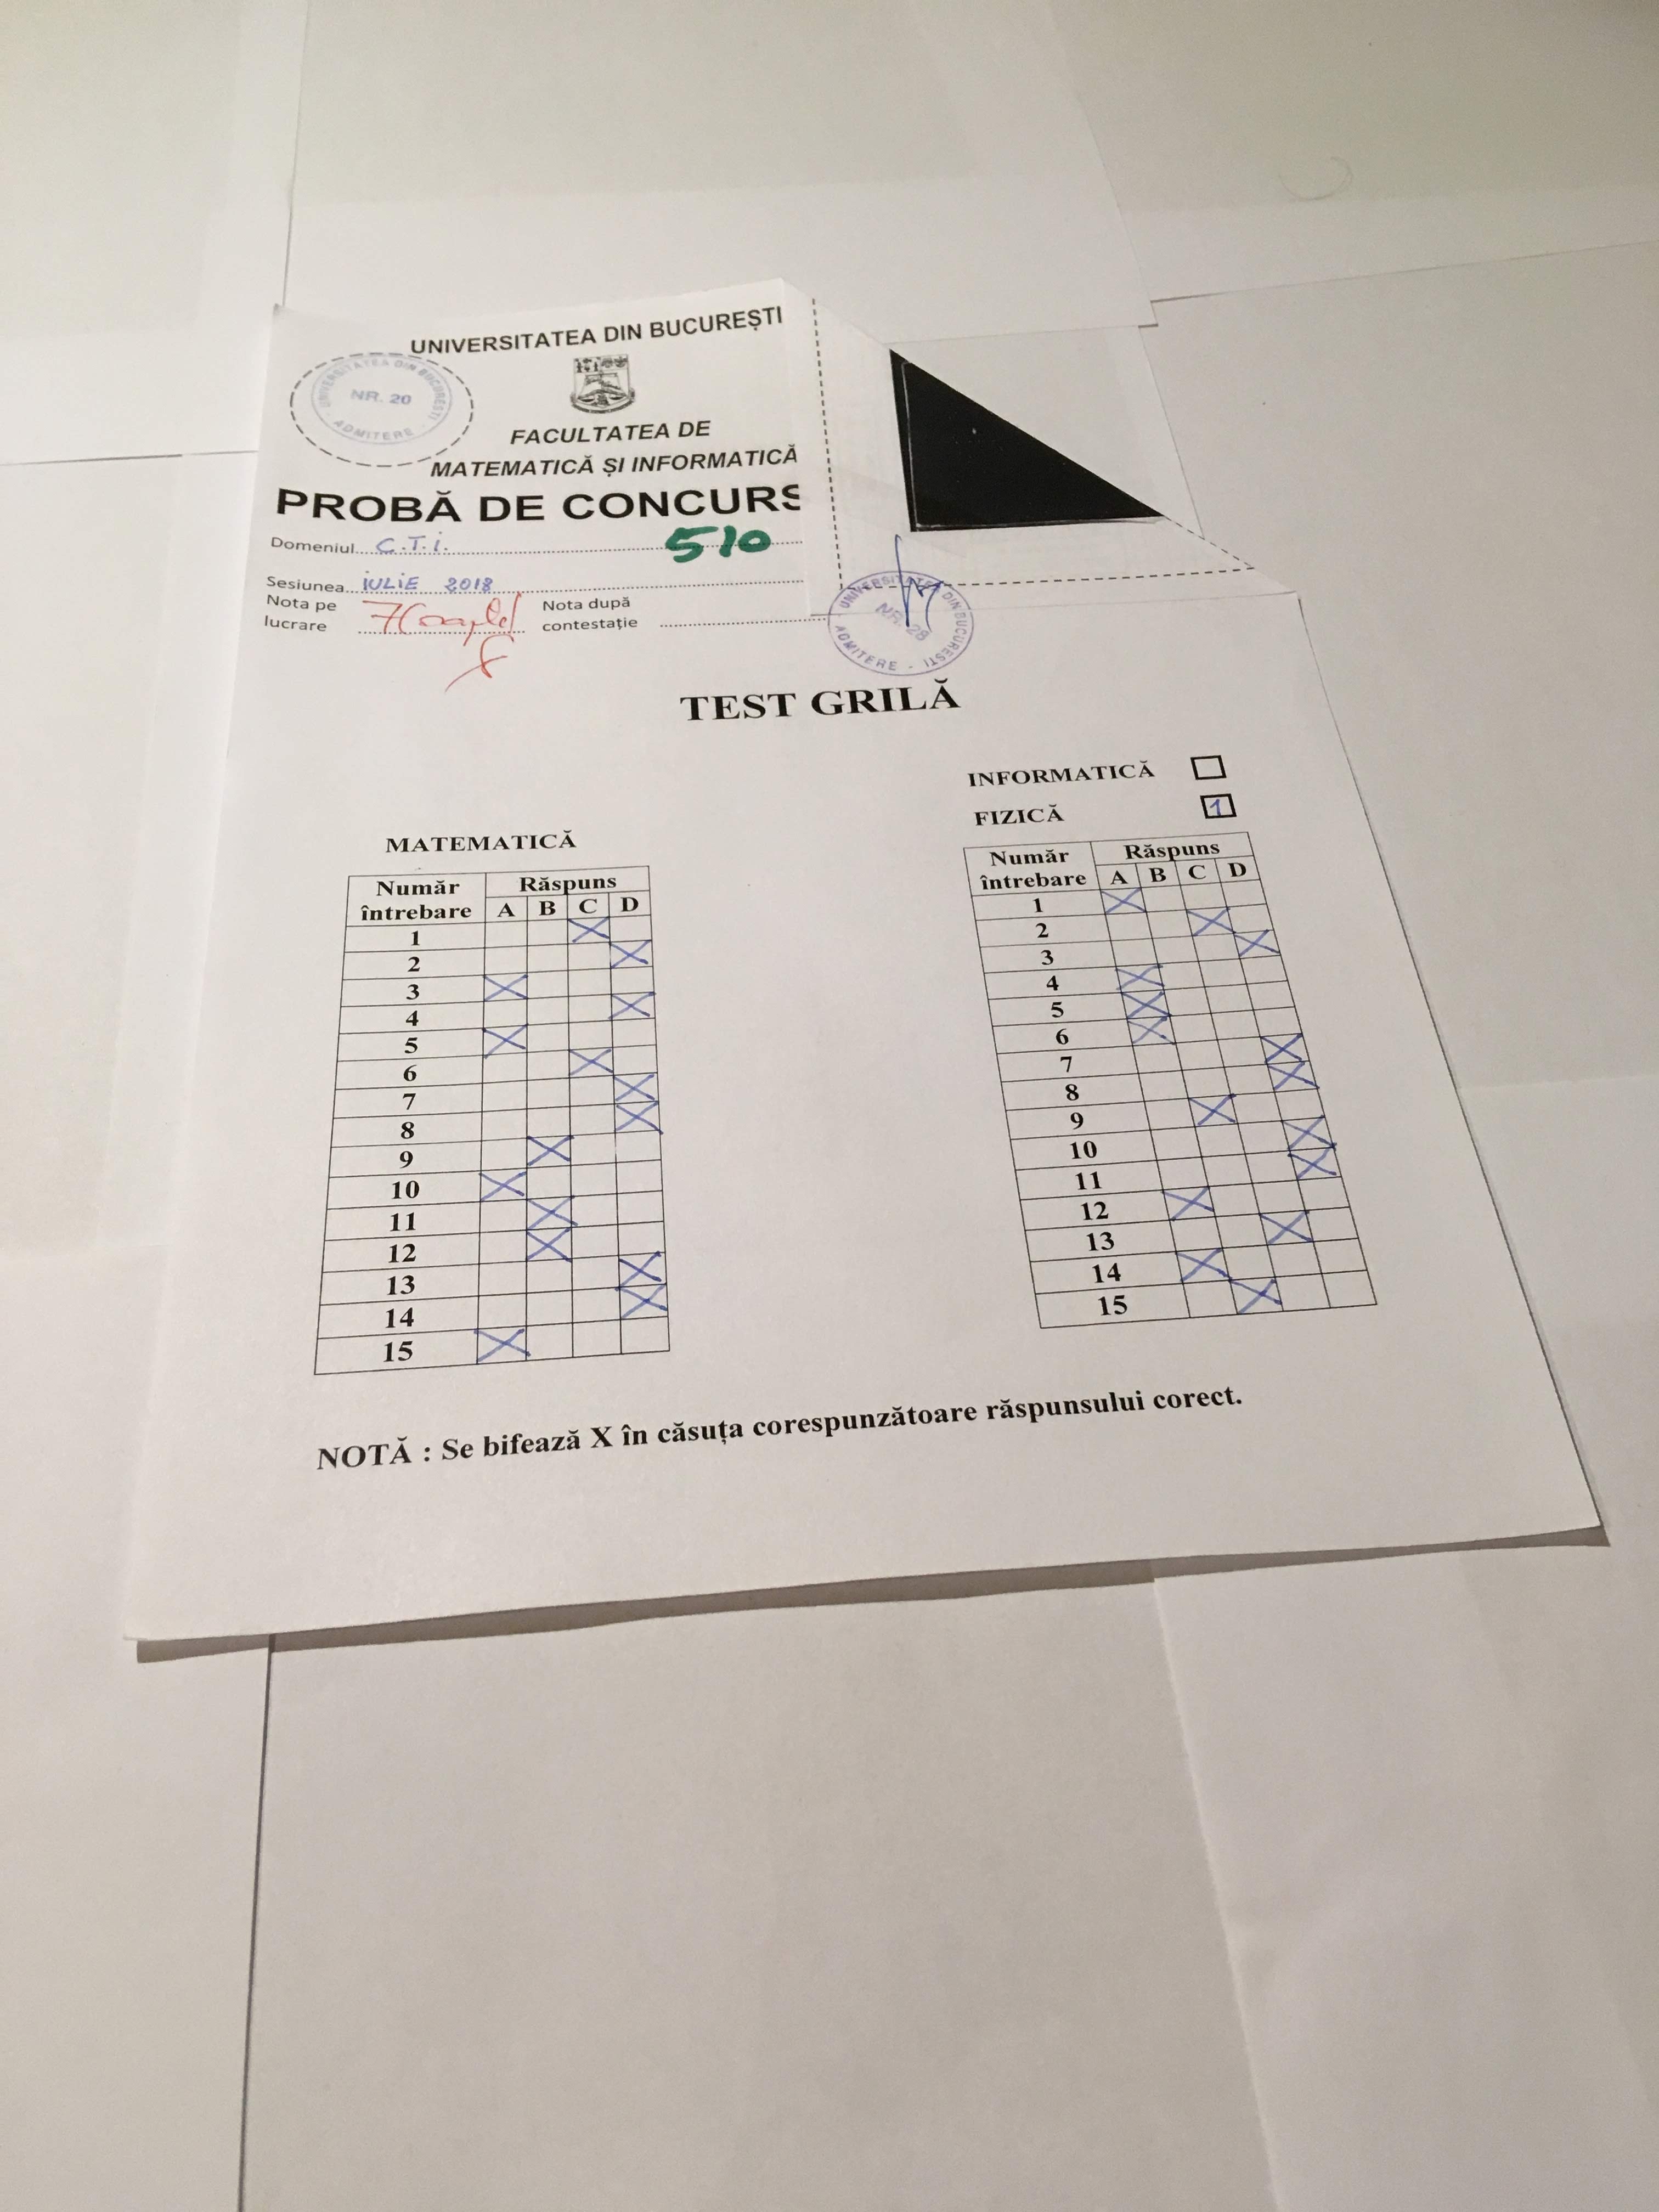 UNIVERSITATEA DIN BUCUREȘTI
UNIVERSITATEA DIN BUCUREȘTI
NR. 20
ADMITERE
FACULTATEA DE
MATEMATICĂ ȘI INFORMATICĂ
PROBĂ DE CONCURS
Domeniul C.T.i. 510
Sesiunea iULiE 2018
Nota pe lucrare 7(șapte)
Nota după contestație
UNIVERSITATEA DIN BUCURESTI
NR. 28
ADMITERE
TEST GRILĂ
INFORMATICĂ
FIZICĂ 1
MATEMATICĂ
Număr întrebare Răspuns
A B C D
1 X
2 X
3 X
4 X
5 X
6 X
7 X
8 X
9 X
10 X
11 X
12 X
13 X
14 X
15 X
Număr întrebare Răspuns
A B C D
1 X
2 X
3 X
4 X
5 X
6 X
7 X
8 X
9 X
10 X
11 X
12 X
13 X
14 X
15 X
NOTĂ : Se bifează X în căsuța corespunzătoare răspunsului corect.